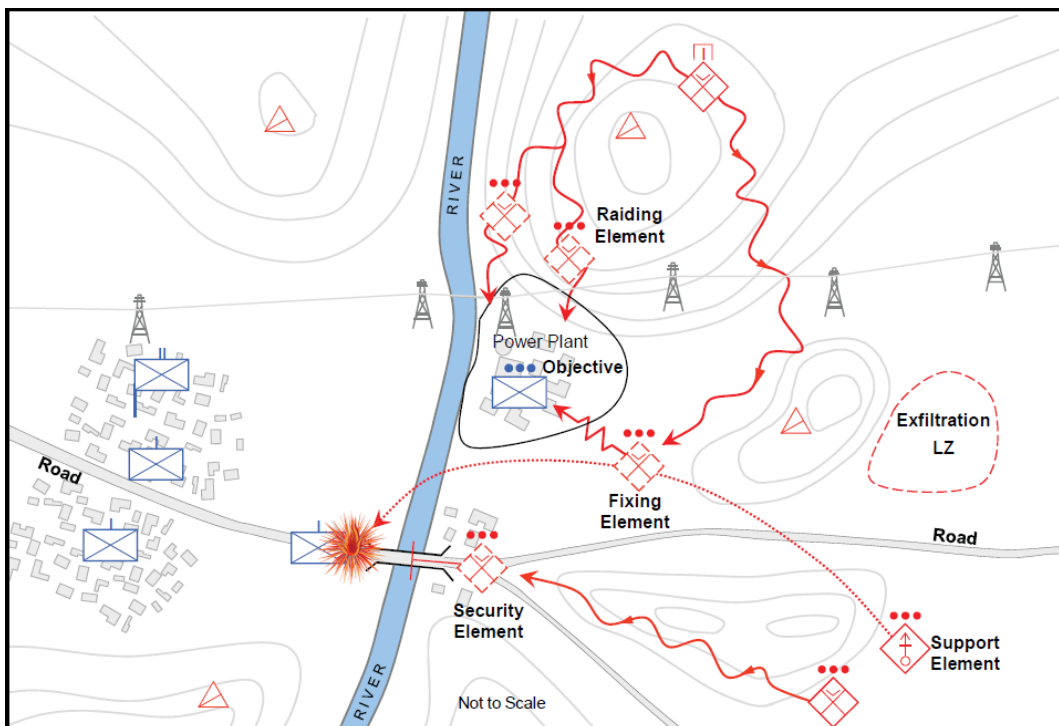 RIVER
Raiding
Element
Power Plant
Objective
Exfiltration
LZ
Road
Fixing
Element
Road
Security
Element
Support
Element
RIVER
Not to Scale